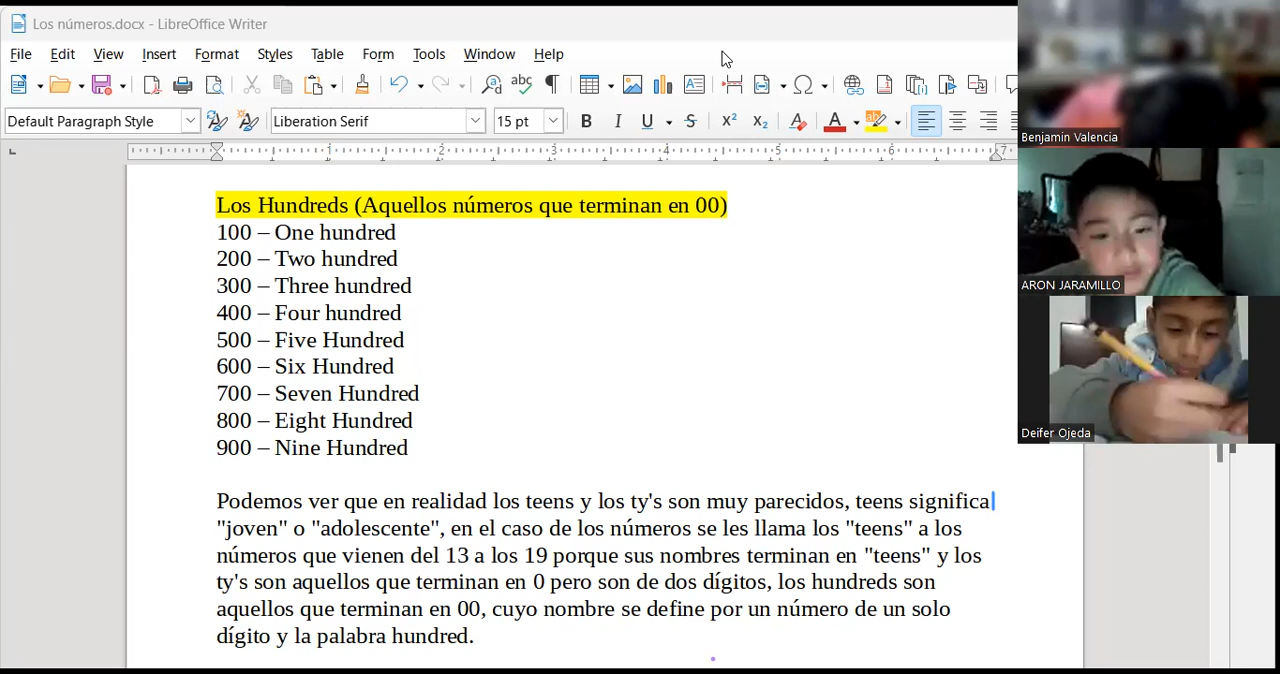 Los números.docx - LibreOffice Writer
File Edit View Insert Format Styles Table Form Tools Window Help
Default Paragraph Style Liberation Serif 15 pt
1 2 3 4 5 6 7
Los Hundreds (Aquellos números que terminan en 00)
100 – One hundred
200 – Two hundred
300 – Three hundred
400 – Four hundred
500 – Five Hundred
600 – Six Hundred
700 – Seven Hundred
800 – Eight Hundred
900 – Nine Hundred
Podemos ver que en realidad los teens y los ty's son muy parecidos, teens significa
"joven" o "adolescente", en el caso de los números se les llama los "teens" a los
números que vienen del 13 a los 19 porque sus nombres terminan en "teens" y los
ty's son aquellos que terminan en 0 pero son de dos dígitos, los hundreds son
aquellos que terminan en 00, cuyo nombre se define por un número de un solo
dígito y la palabra hundred.
Benjamin Valencia
ARON JARAMILLO
Deifer Ojeda